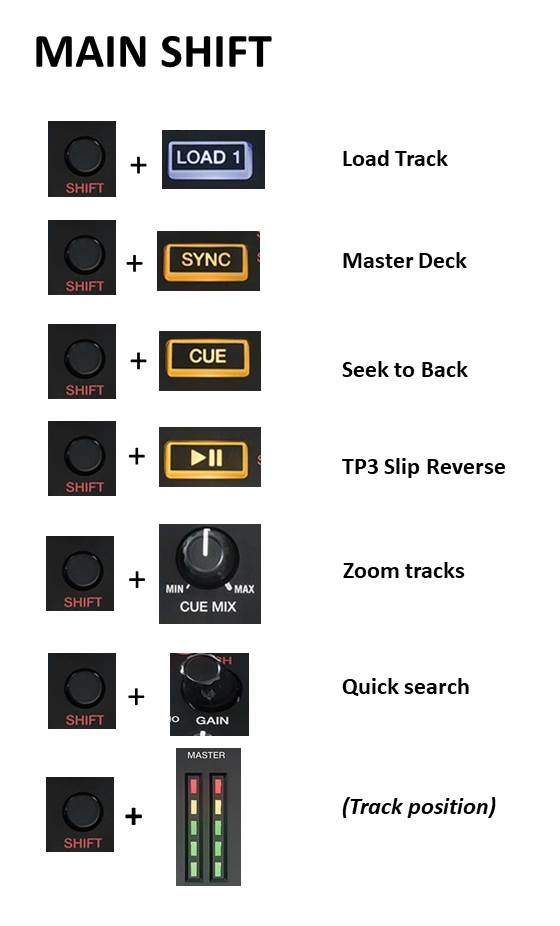 MAIN SHIFT
SHIFT + LOAD 1 Load Track
SHIFT + SYNC Master Deck
SHIFT + CUE Seek to Back
SHIFT + TP3 Slip Reverse
SHIFT + MIN MAX CUE MIX Zoom tracks
SHIFT + GAIN Quick search
SHIFT + MASTER (Track position)